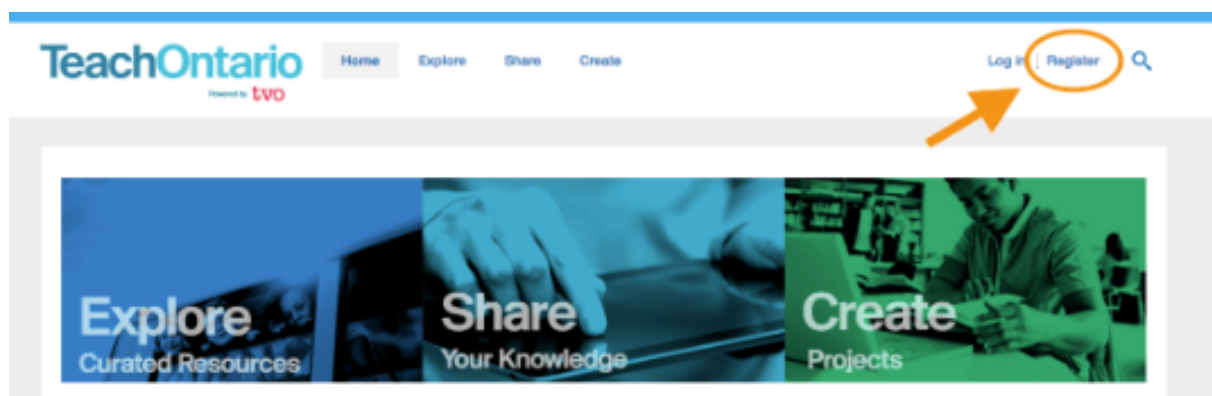 TeachOntario
Powered by tvo
Home Explore Share Create
Log in | Register
Explore
Curated Resources
Share
Your Knowledge
Create
Projects